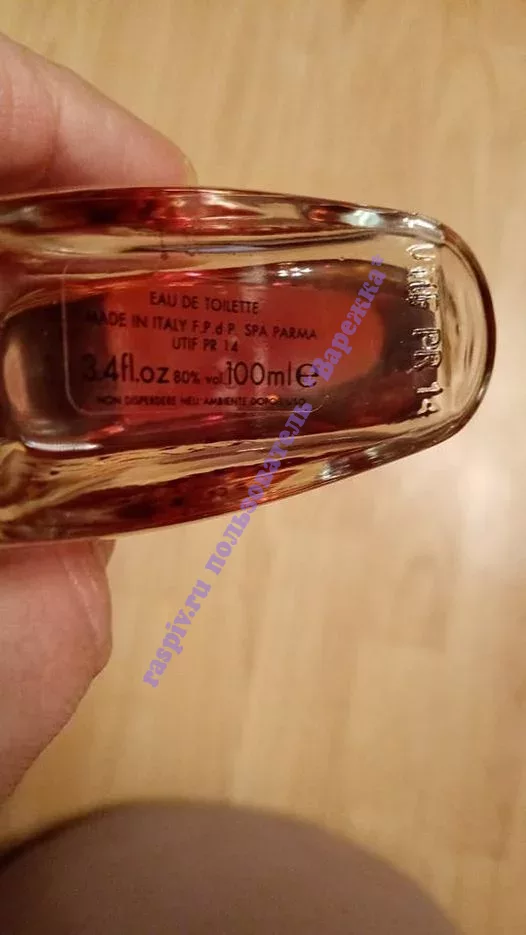 EAU DE TOILETTE
MADE IN ITALY F.P.d P. SPA PARMA
UTIF PR 14
3.4fl.oz 80% vol 100ml ℮
NON DISPERDERE NELL'AMBIENTE DOPO L'USO
UTIF PR 14
raspiv.ru пользователь "Варежка"